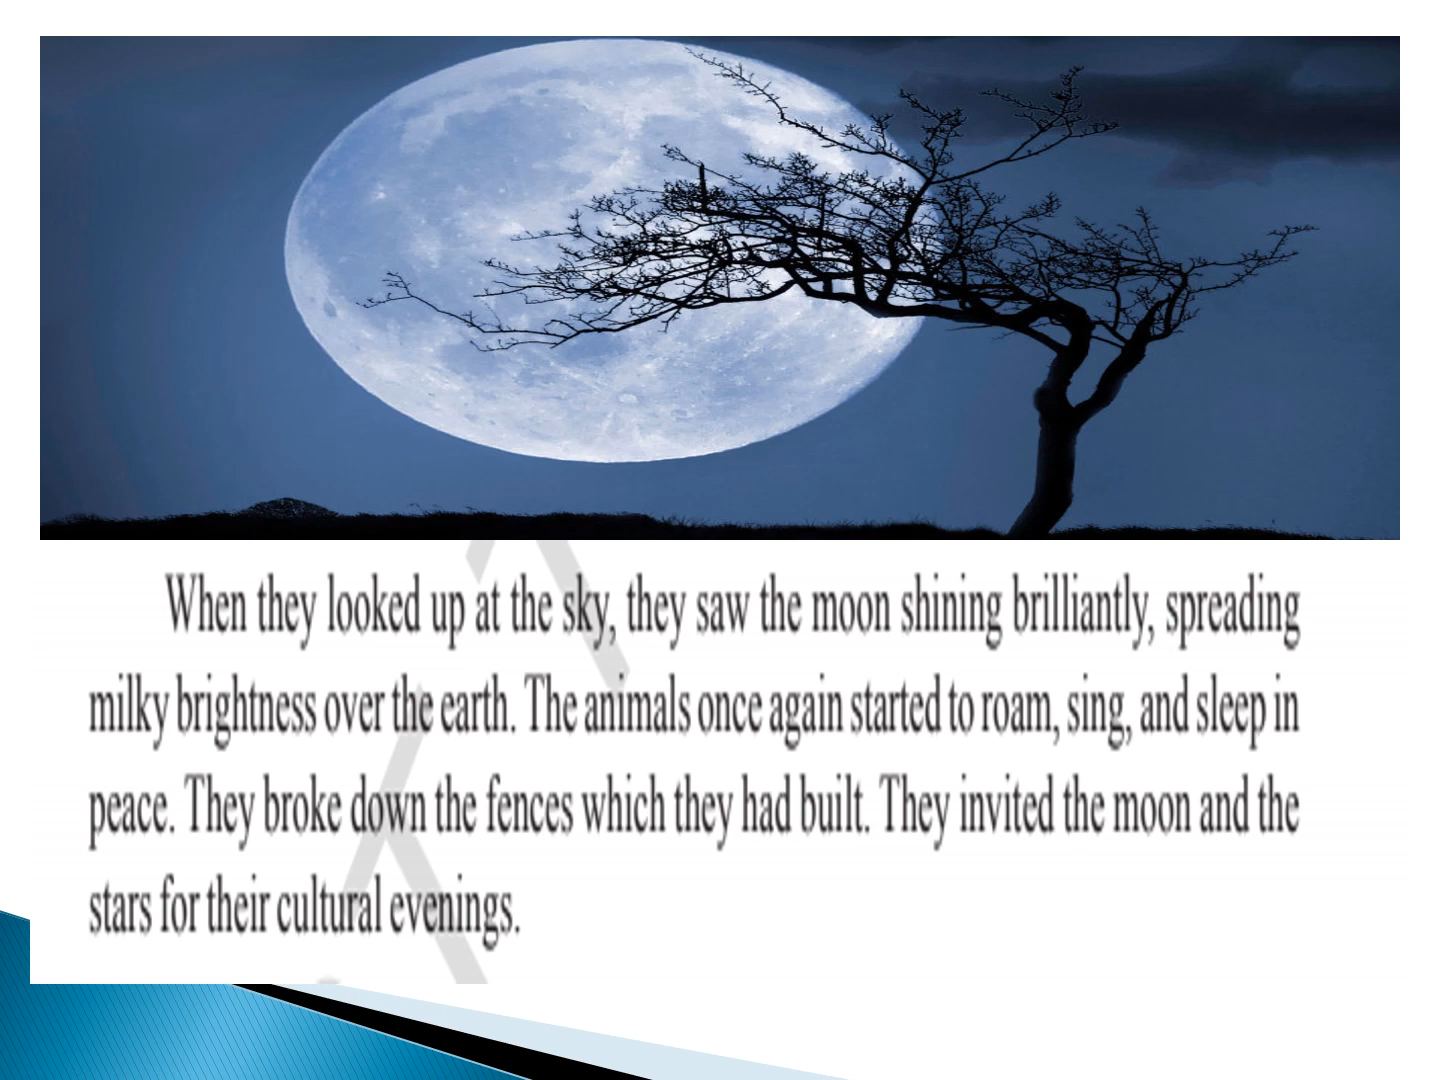 When they looked up at the sky, they saw the moon shining brilliantly, spreading
milky brightness over the earth. The animals once again started to roam, sing, and sleep in
peace. They broke down the fences which they had built. They invited the moon and the
stars for their cultural evenings.